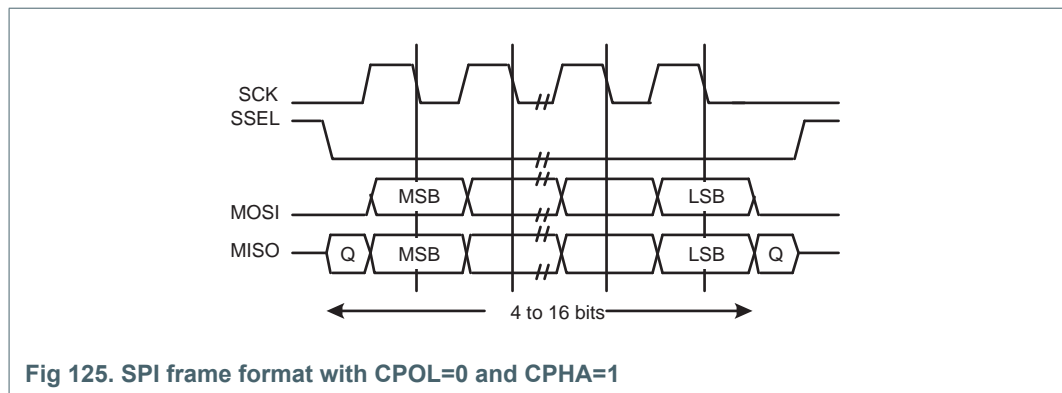 SCK
SSEL
MOSI MSB LSB
MISO Q MSB LSB Q
4 to 16 bits
Fig 125. SPI frame format with CPOL=0 and CPHA=1